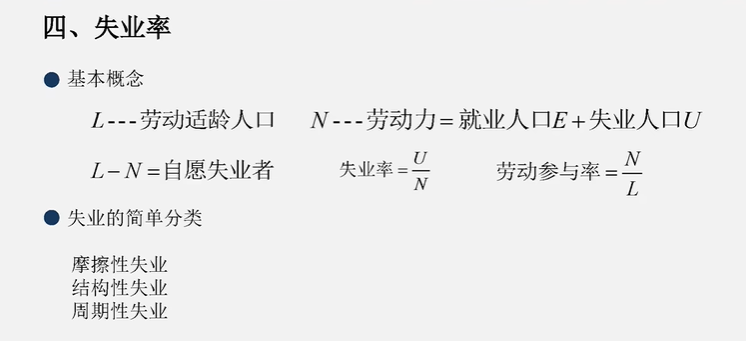 四、失业率
● 基本概念
L---劳动适龄人口 N---劳动力=就业人口E+失业人口U
L-N=自愿失业者 失业率=U/N 劳动参与率=N/L
● 失业的简单分类
摩擦性失业
结构性失业
周期性失业